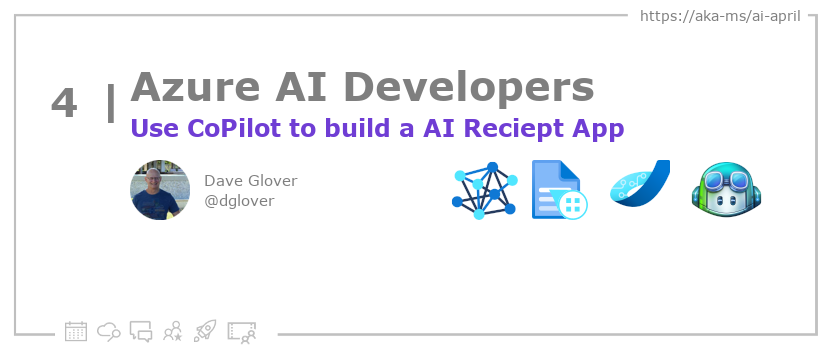 https://aka-ms/ai-april
4 | Azure AI Developers
Use CoPilot to build a AI Reciept App
Dave Glover
@dglover